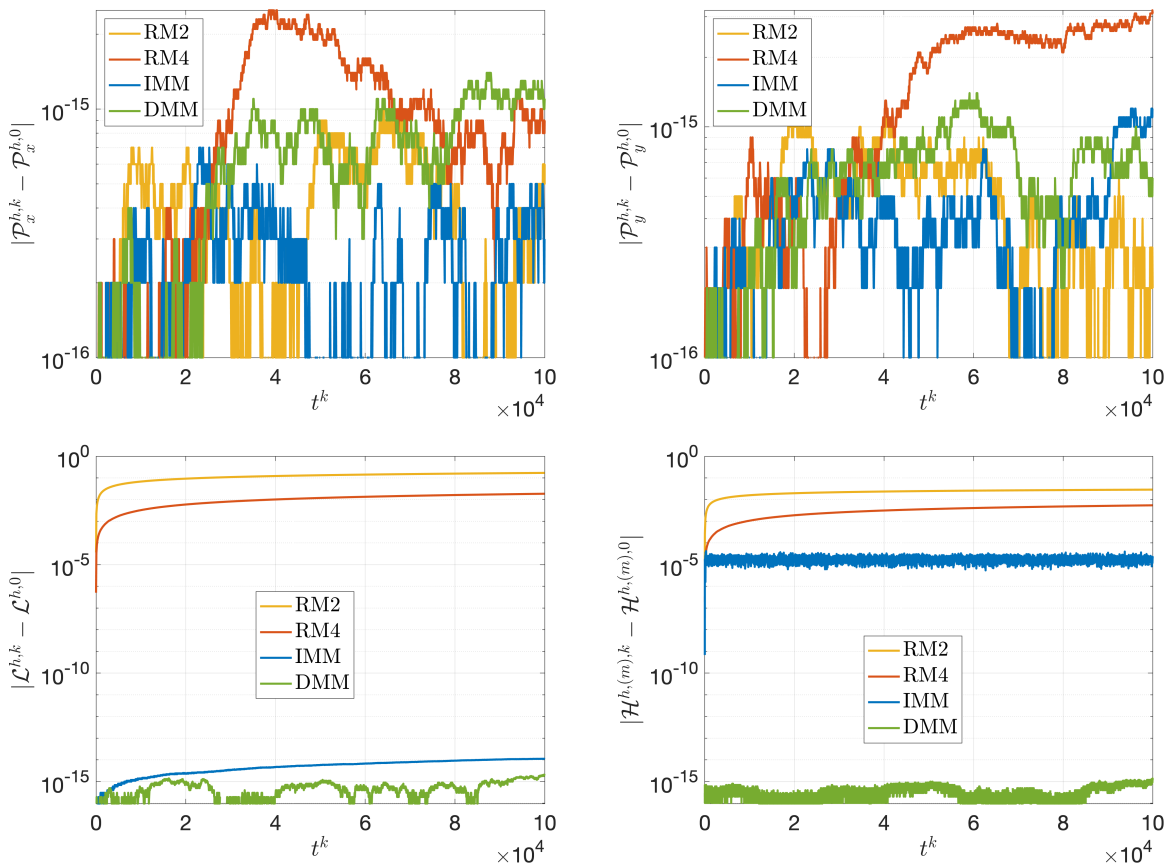 RM2
RM4
IMM
DMM
10^{-15}
10^{-16}
|𝒫_x^{h,k} − 𝒫_x^{h,0}|
0 2 4 6 8 10
t^k
×10^4
RM2
RM4
IMM
DMM
10^{-15}
10^{-16}
|𝒫_y^{h,k} − 𝒫_y^{h,0}|
0 2 4 6 8 10
t^k
×10^4
10^0
10^{-5}
10^{-10}
10^{-15}
|ℒ^{h,k} − ℒ^{h,0}|
RM2
RM4
IMM
DMM
0 2 4 6 8 10
t^k
×10^4
10^0
10^{-5}
10^{-10}
10^{-15}
|ℋ^{h,(m),k} − ℋ^{h,(m),0}|
RM2
RM4
IMM
DMM
0 2 4 6 8 10
t^k
×10^4